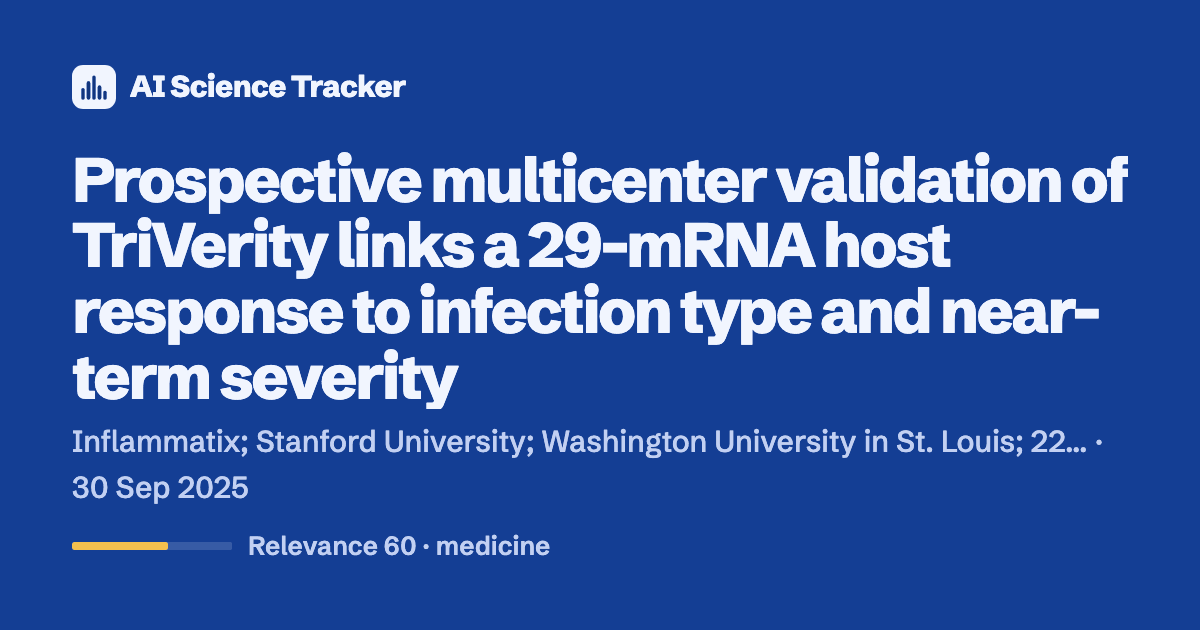 AI Science Tracker
Prospective multicenter validation of
TriVerity links a 29-mRNA host
response to infection type and near-
term severity
Inflammatix; Stanford University; Washington University in St. Louis; 22... ·
30 Sep 2025
Relevance 60 · medicine